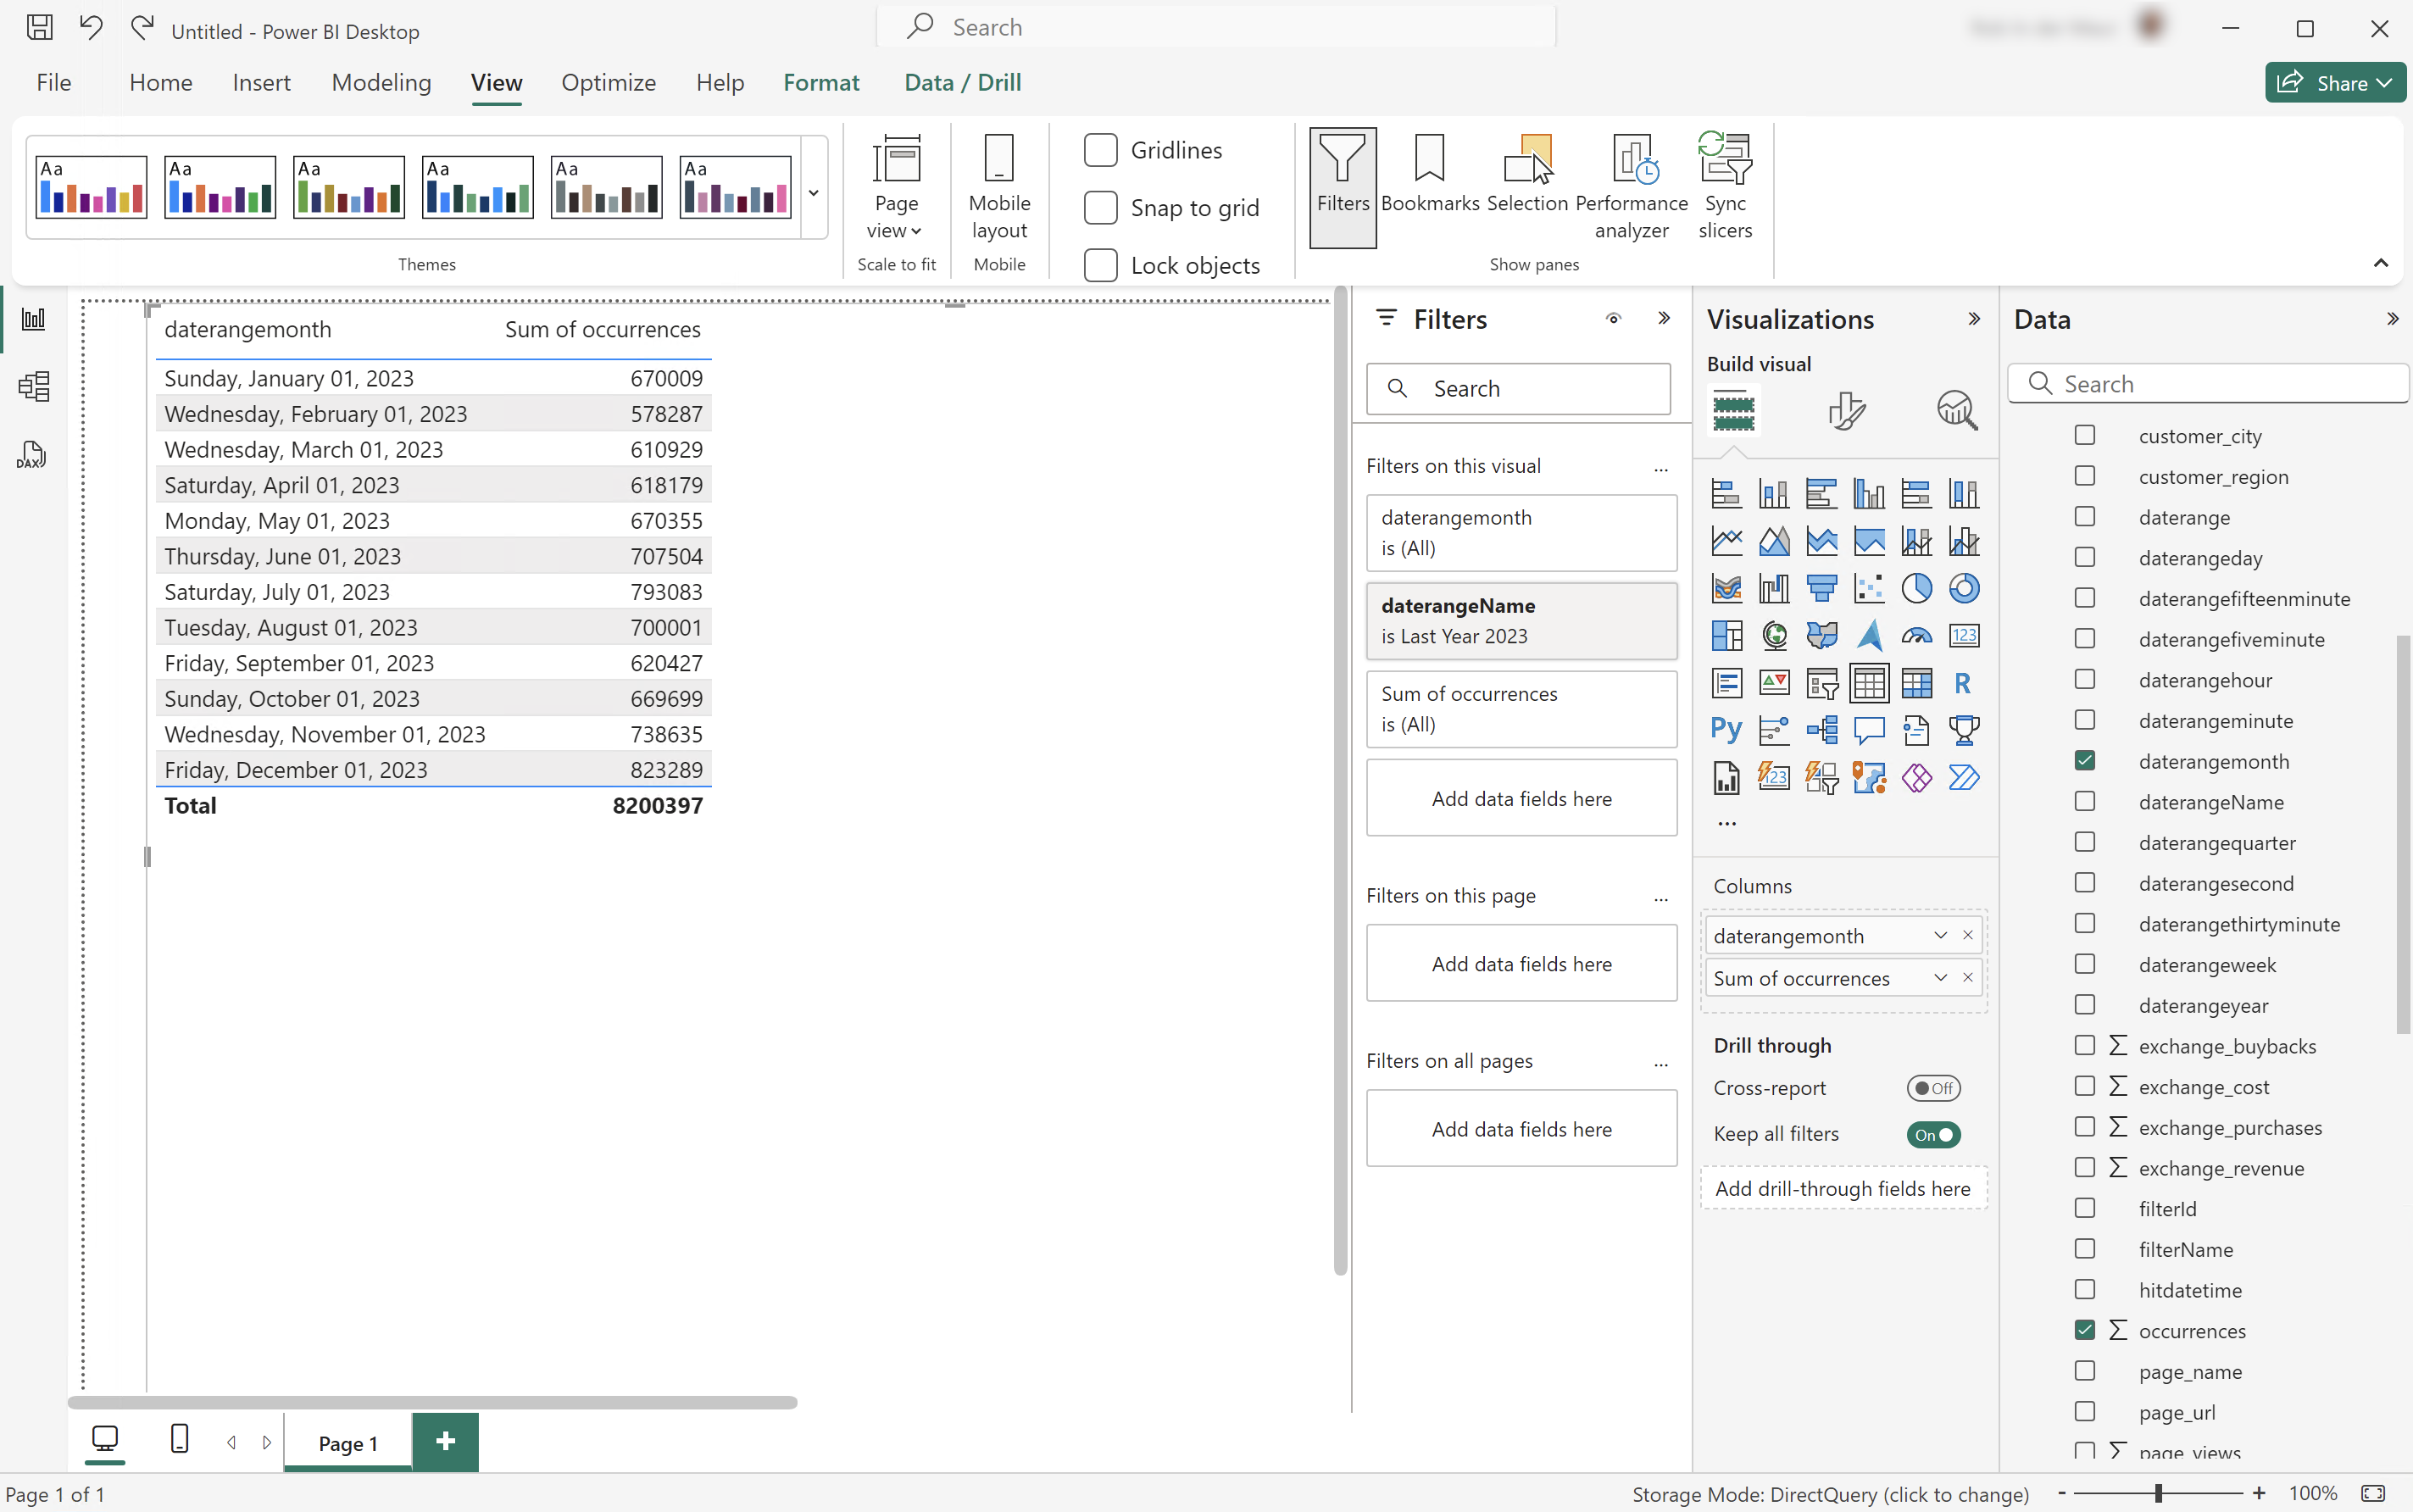 Untitled - Power BI Desktop
Search
File Home Insert Modeling View Optimize Help Format Data / Drill
Share
Aa Aa Aa Aa Aa Aa
Themes
Page view
Scale to fit
Mobile layout
Mobile
Gridlines
Snap to grid
Lock objects
Filters Bookmarks Selection Performance analyzer Sync slicers
Show panes
DAX
daterangemonth Sum of occurrences
Sunday, January 01, 2023 670009
Wednesday, February 01, 2023 578287
Wednesday, March 01, 2023 610929
Saturday, April 01, 2023 618179
Monday, May 01, 2023 670355
Thursday, June 01, 2023 707504
Saturday, July 01, 2023 793083
Tuesday, August 01, 2023 700001
Friday, September 01, 2023 620427
Sunday, October 01, 2023 669699
Wednesday, November 01, 2023 738635
Friday, December 01, 2023 823289
Total 8200397
Filters
Search
Filters on this visual ...
daterangemonth
is (All)
daterangeName
is Last Year 2023
Sum of occurrences
is (All)
Add data fields here
Filters on this page ...
Add data fields here
Filters on all pages ...
Add data fields here
Visualizations
Build visual
123
R
Py
123
...
Columns
daterangemonth
Sum of occurrences
Drill through
Cross-report Off
Keep all filters On
Add drill-through fields here
Data
Search
customer_city
customer_region
daterange
daterangeday
daterangefifteenminute
daterangefiveminute
daterangehour
daterangeminute
daterangemonth
daterangeName
daterangequarter
daterangesecond
daterangethirtyminute
daterangeweek
daterangeyear
∑ exchange_buybacks
∑ exchange_cost
∑ exchange_purchases
∑ exchange_revenue
filterId
filterName
hitdatetime
∑ occurrences
page_name
page_url
∑ page_views
Page 1 +
Page 1 of 1
Storage Mode: DirectQuery (click to change) - + 100%